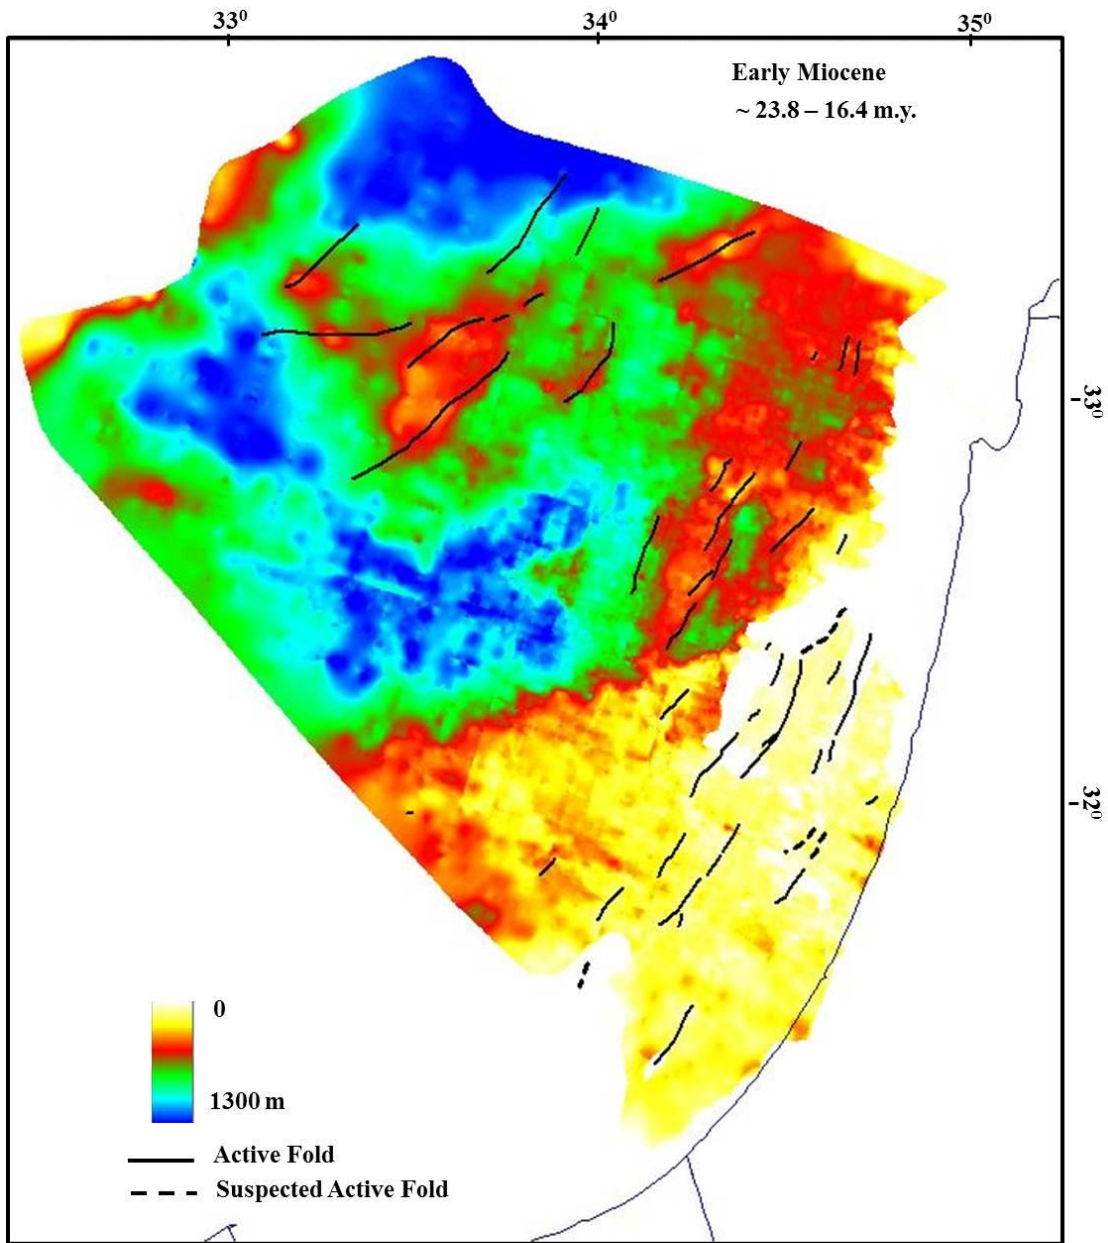 33⁰ 34⁰ 35⁰
Early Miocene
~ 23.8 – 16.4 m.y.
33⁰
32⁰
0
1300 m
Active Fold
Suspected Active Fold